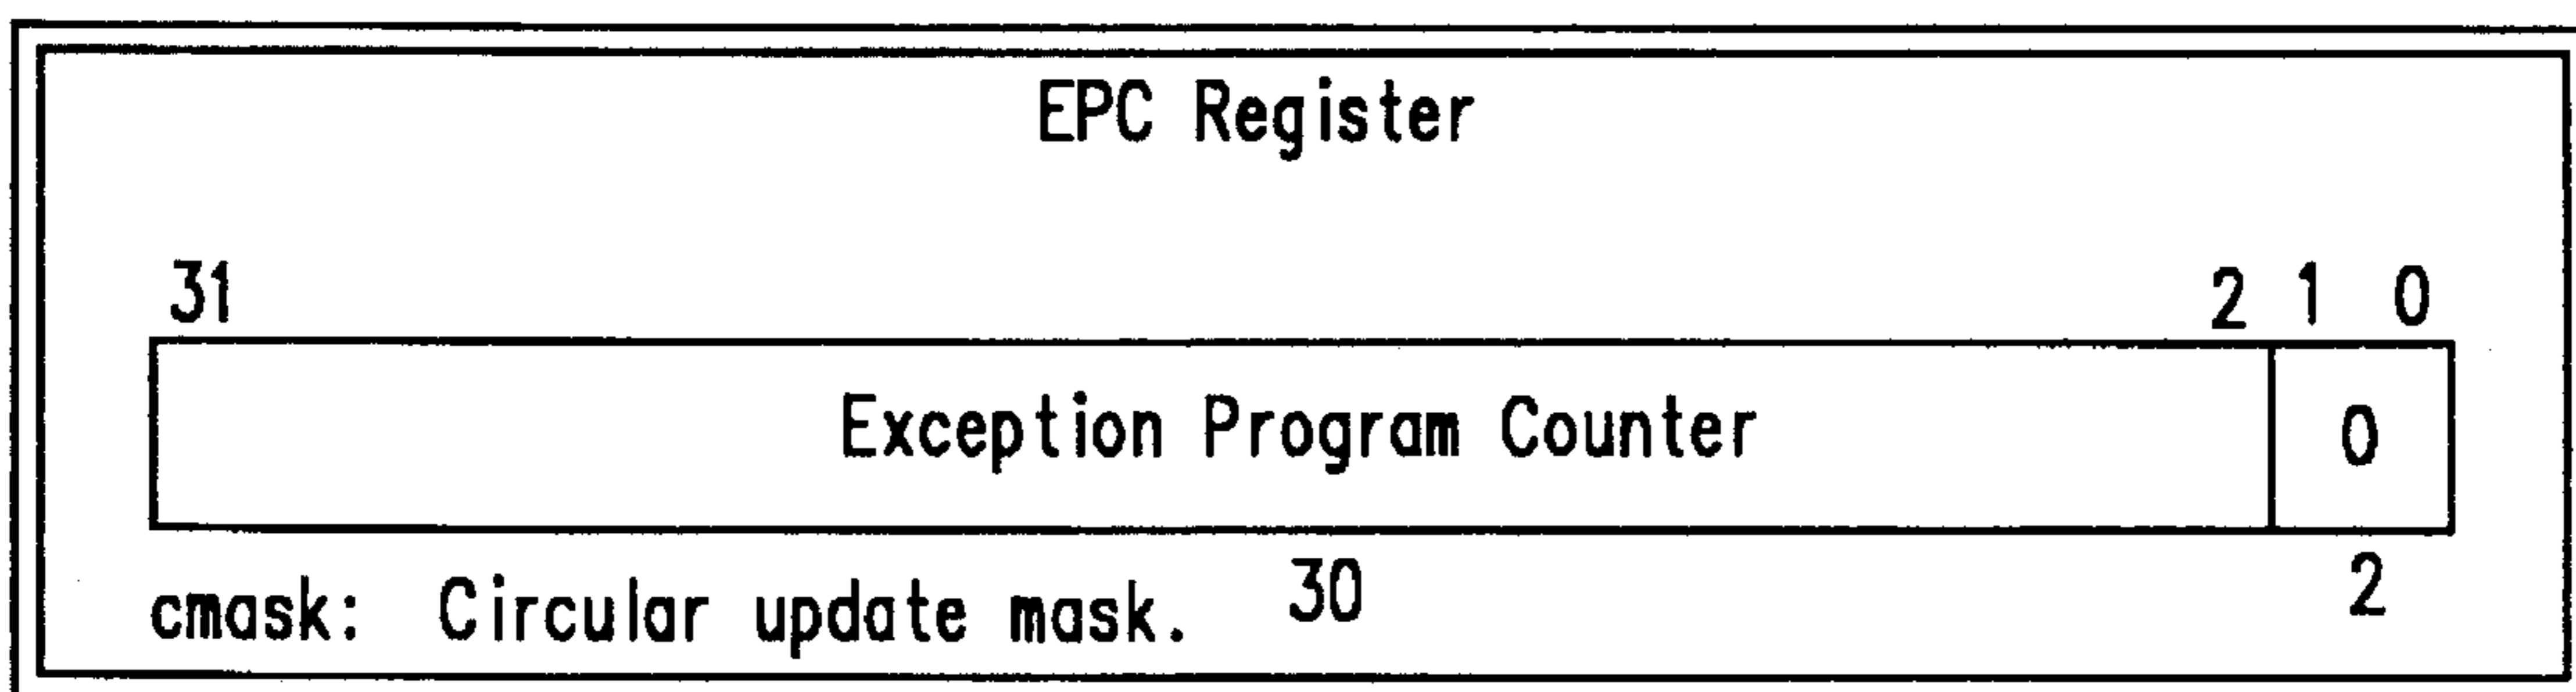 EPC Register
31 2 1 0
Exception Program Counter 0
cmask: Circular update mask. 30 2